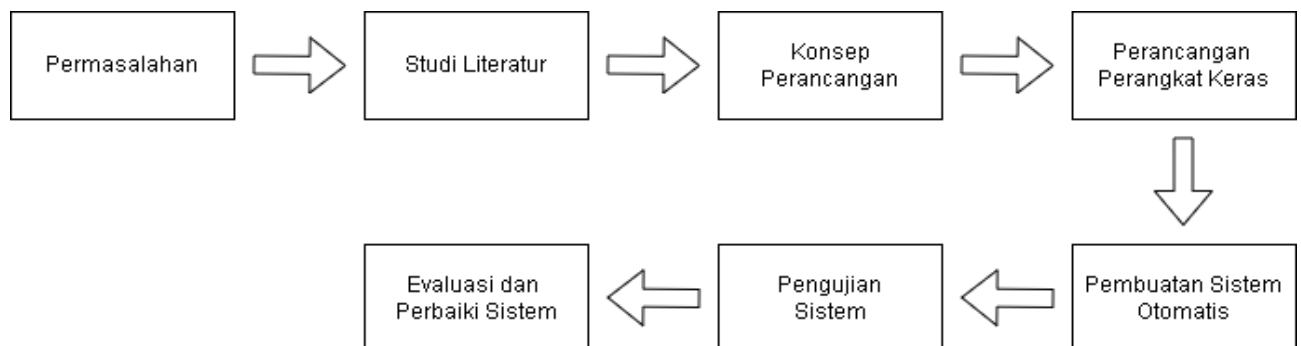 Permasalahan
Studi Literatur
Konsep
Perancangan
Perancangan
Perangkat Keras
Pembuatan Sistem
Otomatis
Pengujian
Sistem
Evaluasi dan
Perbaiki Sistem